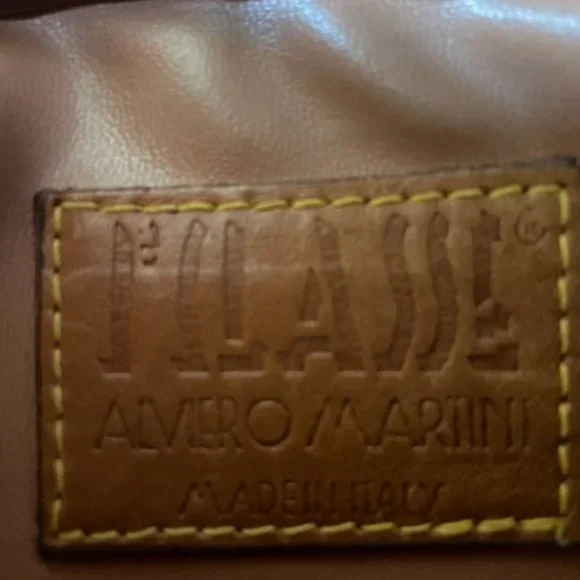 1ª CLASSE ®
ALVIERO MARTINI
MADE IN ITALY